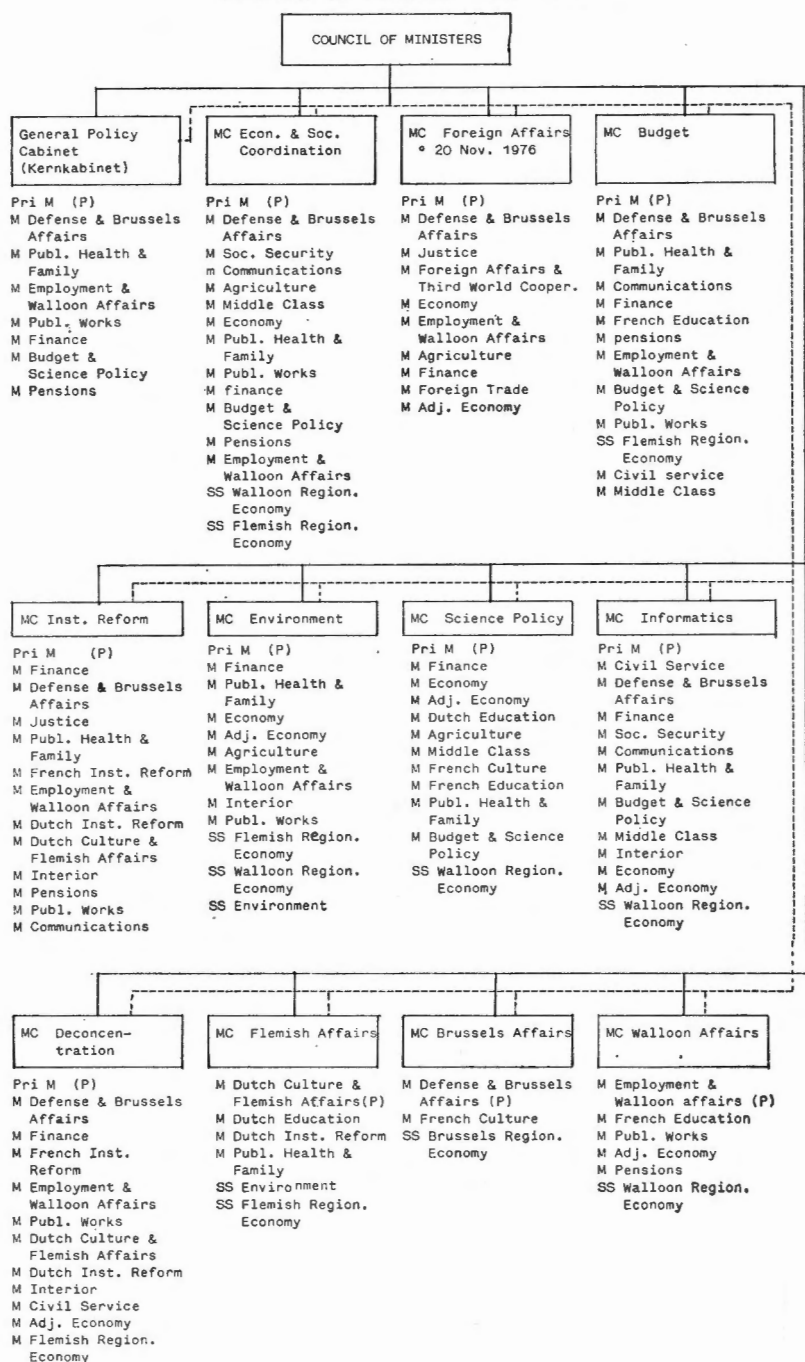 COUNCIL OF MINISTERS
General Policy
Cabinet
(Kernkabinet)
Pri M (P)
M Defense & Brussels
Affairs
M Publ. Health &
Family
M Employment &
Walloon Affairs
M Publ. Works
M Finance
M Budget &
Science Policy
M Pensions
MC Econ. & Soc.
Coordination
Pri M (P)
M Defense & Brussels
Affairs
M Soc. Security
m Communications
M Agriculture
M Middle Class
M Economy
M Publ. Health &
Family
M Publ. Works
M finance
M Budget &
Science Policy
M Pensions
M Employment &
Walloon Affairs
SS Walloon Region.
Economy
SS Flemish Region.
Economy
MC Foreign Affairs
° 20 Nov. 1976
Pri M (P)
M Defense & Brussels
Affairs
M Justice
M Foreign Affairs &
Third World Cooper.
M Economy
M Employment &
Walloon Affairs
M Agriculture
M Finance
M Foreign Trade
M Adj. Economy
MC Budget
Pri M (P)
M Defense & Brussels
Affairs
M Publ. Health &
Family
M Communications
M Finance
M French Education
M pensions
M Employment &
Walloon Affairs
M Budget & Science
Policy
M Publ. Works
SS Flemish Region.
Economy
M Civil service
M Middle Class
MC Inst. Reform
Pri M (P)
M Finance
M Defense & Brussels
Affairs
M Justice
M Publ. Health &
Family
M French Inst. Reform
M Employment &
Walloon Affairs
M Dutch Inst. Reform
M Dutch Culture &
Flemish Affairs
M Interior
M Pensions
M Publ. Works
M Communications
MC Environment
Pri M (P)
M Finance
M Publ. Health &
Family
M Economy
M Adj. Economy
M Agriculture
M Employment &
Walloon Affairs
M Interior
M Publ. Works
SS Flemish Region.
Economy
SS Walloon Region.
Economy
SS Environment
MC Science Policy
Pri M (P)
M Finance
M Economy
M Adj. Economy
M Dutch Education
M Agriculture
M Middle Class
M French Culture
M French Education
M Publ. Health &
Family
M Budget & Science
Policy
SS Walloon Region.
Economy
MC Informatics
Pri M (P)
M Civil Service
M Defense & Brussels
Affairs
M Finance
M Soc. Security
M Communications
M Publ. Health &
Family
M Budget & Science
Policy
M Middle Class
M Interior
M Economy
M Adj. Economy
SS Walloon Region.
Economy
MC Deconcen-
tration
Pri M (P)
M Defense & Brussels
Affairs
M Finance
M French Inst.
Reform
M Employment &
Walloon Affairs
M Publ. Works
M Dutch Culture &
Flemish Affairs
M Dutch Inst. Reform
M Interior
M Civil Service
M Adj. Economy
M Flemish Region.
Economy
MC Flemish Affairs
M Dutch Culture &
Flemish Affairs(P)
M Dutch Education
M Dutch Inst. Reform
M Publ. Health &
Family
SS Environment
SS Flemish Region.
Economy
MC Brussels Affairs
M Defense & Brussels
Affairs (P)
M French Culture
SS Brussels Region.
Economy
MC Walloon Affairs
M Employment &
Walloon affairs (P)
M French Education
M Publ. Works
M Adj. Economy
M Pensions
SS Walloon Region.
Economy